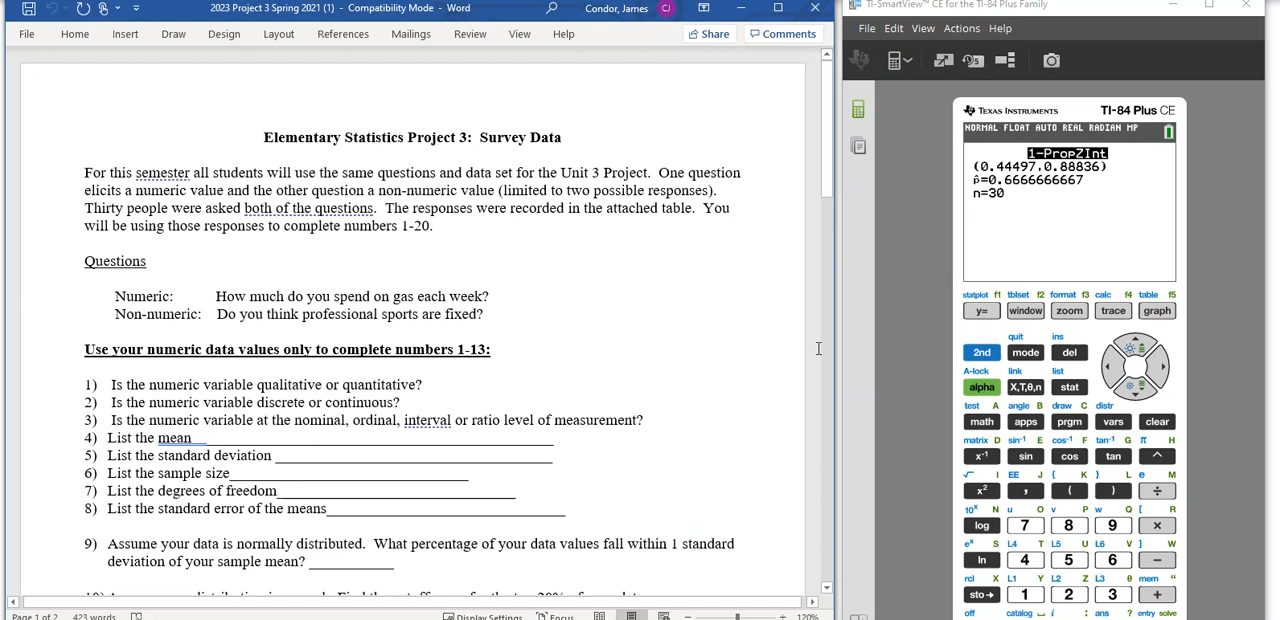 2023 Project 3 Spring 2021 (1) - Compatibility Mode - Word
Condor, James
CJ
File Home Insert Draw Design Layout References Mailings Review View Help
Share Comments
Elementary Statistics Project 3: Survey Data
For this semester all students will use the same questions and data set for the Unit 3 Project. One question
elicits a numeric value and the other question a non-numeric value (limited to two possible responses).
Thirty people were asked both of the questions. The responses were recorded in the attached table. You
will be using those responses to complete numbers 1-20.
Questions
Numeric: How much do you spend on gas each week?
Non-numeric: Do you think professional sports are fixed?
Use your numeric data values only to complete numbers 1-13:
1) Is the numeric variable qualitative or quantitative?
2) Is the numeric variable discrete or continuous?
3) Is the numeric variable at the nominal, ordinal, interval or ratio level of measurement?
4) List the mean
5) List the standard deviation
6) List the sample size
7) List the degrees of freedom
8) List the standard error of the means
9) Assume your data is normally distributed. What percentage of your data values fall within 1 standard
deviation of your sample mean?
Page 1 of 2 423 words
Display Settings Focus 120%
TI-SmartView™ CE for the TI-84 Plus Family
File Edit View Actions Help
TEXAS INSTRUMENTS TI-84 Plus CE
NORMAL FLOAT AUTO REAL RADIAN MP
1-PropZInt
(0.44497,0.88836)
p̂=0.6666666667
n=30
statplot f1 tblset f2 format f3 calc f4 table f5
y= window zoom trace graph
quit ins
2nd mode del
A-lock link list
alpha X,T,θ,n stat
test A angle B draw C distr
math apps prgm vars clear
matrix D sin⁻¹ E cos⁻¹ F tan⁻¹ G π H
x⁻¹ sin cos tan ^
√ I EE J { K } L e M
x² , ( ) ÷
10ˣ N u O v P w Q [ R
log 7 8 9 ×
eˣ S L4 T L5 U L6 V ] W
ln 4 5 6 −
rcl X L1 Y L2 Z L3 θ mem "
sto→ 1 2 3 +
off catalog i : ans ? entry solve